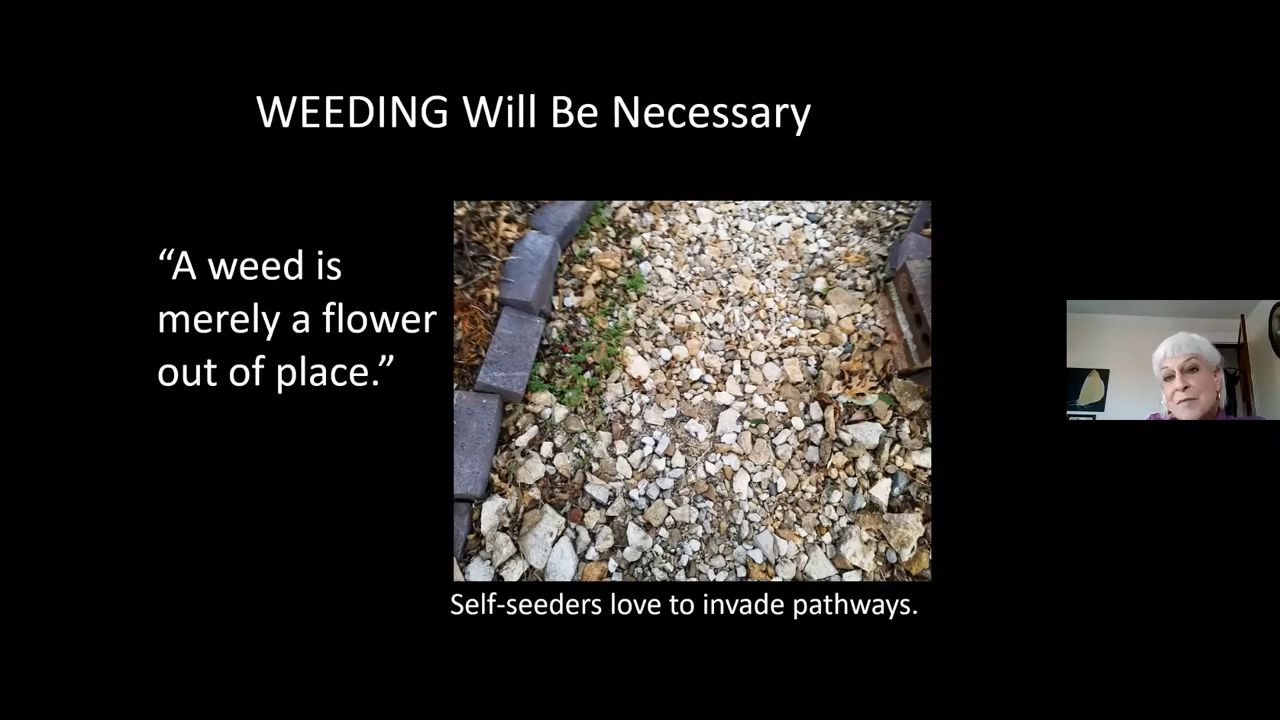 WEEDING Will Be Necessary
“A weed is
merely a flower
out of place.”
Self-seeders love to invade pathways.